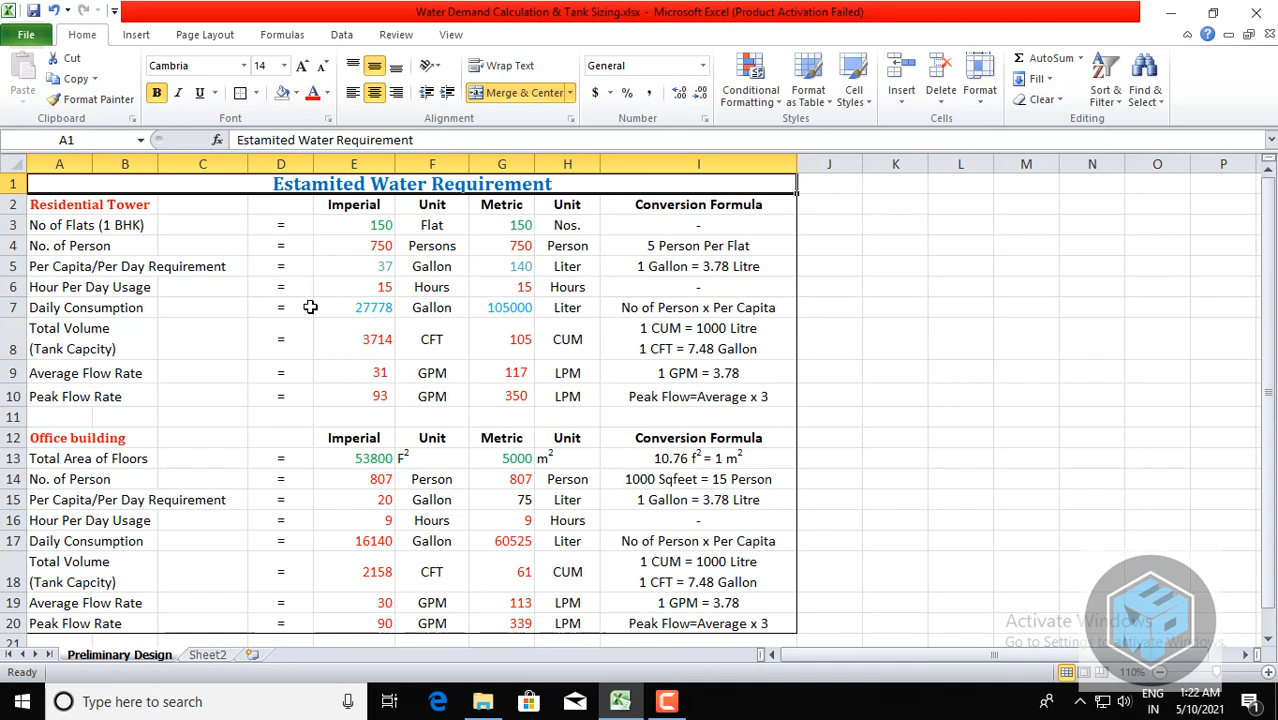 Water Demand Calculation & Tank Sizing.xlsx - Microsoft Excel (Product Activation Failed)
File Home Insert Page Layout Formulas Data Review View
Paste
Cut
Copy
Format Painter
Clipboard
Cambria 14
B I U
Font
Wrap Text
Merge & Center
Alignment
General
$ % ,
Number
Conditional Formatting
Format as Table
Cell Styles
Styles
Insert Delete Format
Cells
AutoSum
Fill
Clear
Sort & Filter
Find & Select
Editing
A1 fx Estamited Water Requirement
A B C D E F G H I J K L M N O P
1 Estamited Water Requirement
2 Residential Tower Imperial Unit Metric Unit Conversion Formula
3 No of Flats (1 BHK) = 150 Flat 150 Nos. -
4 No. of Person = 750 Persons 750 Person 5 Person Per Flat
5 Per Capita/Per Day Requirement = 37 Gallon 140 Liter 1 Gallon = 3.78 Litre
6 Hour Per Day Usage = 15 Hours 15 Hours -
7 Daily Consumption = 27778 Gallon 105000 Liter No of Person x Per Capita
Total Volume 1 CUM = 1000 Litre
8 (Tank Capcity) = 3714 CFT 105 CUM 1 CFT = 7.48 Gallon
9 Average Flow Rate = 31 GPM 117 LPM 1 GPM = 3.78
10 Peak Flow Rate = 93 GPM 350 LPM Peak Flow=Average x 3
11
12 Office building Imperial Unit Metric Unit Conversion Formula
13 Total Area of Floors = 53800 F² 5000 m² 10.76 f² = 1 m²
14 No. of Person = 807 Person 807 Person 1000 Sqfeet = 15 Person
15 Per Capita/Per Day Requirement = 20 Gallon 75 Liter 1 Gallon = 3.78 Litre
16 Hour Per Day Usage = 9 Hours 9 Hours -
17 Daily Consumption = 16140 Gallon 60525 Liter No of Person x Per Capita
Total Volume 1 CUM = 1000 Litre
18 (Tank Capcity) = 2158 CFT 61 CUM 1 CFT = 7.48 Gallon
19 Average Flow Rate = 30 GPM 113 LPM 1 GPM = 3.78
20 Peak Flow Rate = 90 GPM 339 LPM Peak Flow=Average x 3
21
Activate Windows
Go to Settings to activate Windows.
Preliminary Design Sheet2
Ready 110%
Type here to search
ENG
IN
1:22 AM
5/10/2021
1